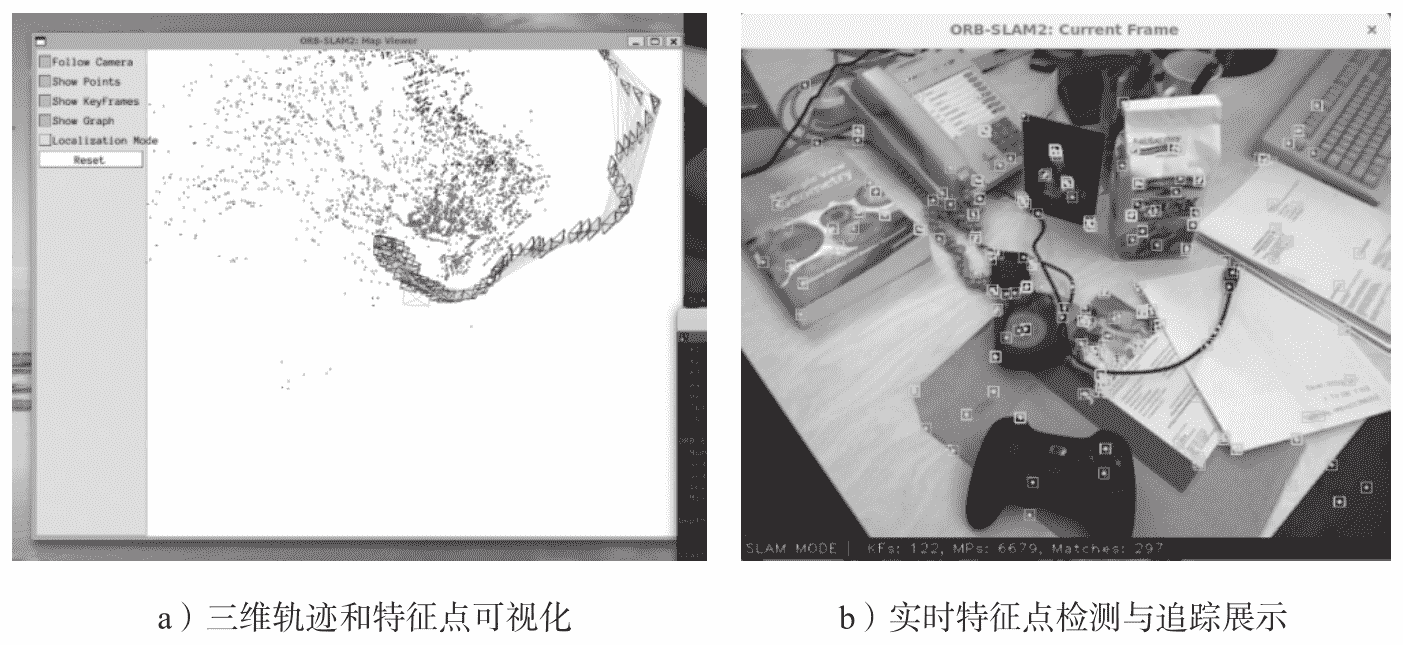 ORB-SLAM2: Map Viewer
Follow Camera
Show Points
Show KeyFrames
Show Graph
Localization Mode
Reset
ORB-SLAM2: Current Frame
SLAM MODE | KFs: 122, MPs: 6679, Matches: 297
a）三维轨迹和特征点可视化
b）实时特征点检测与追踪展示